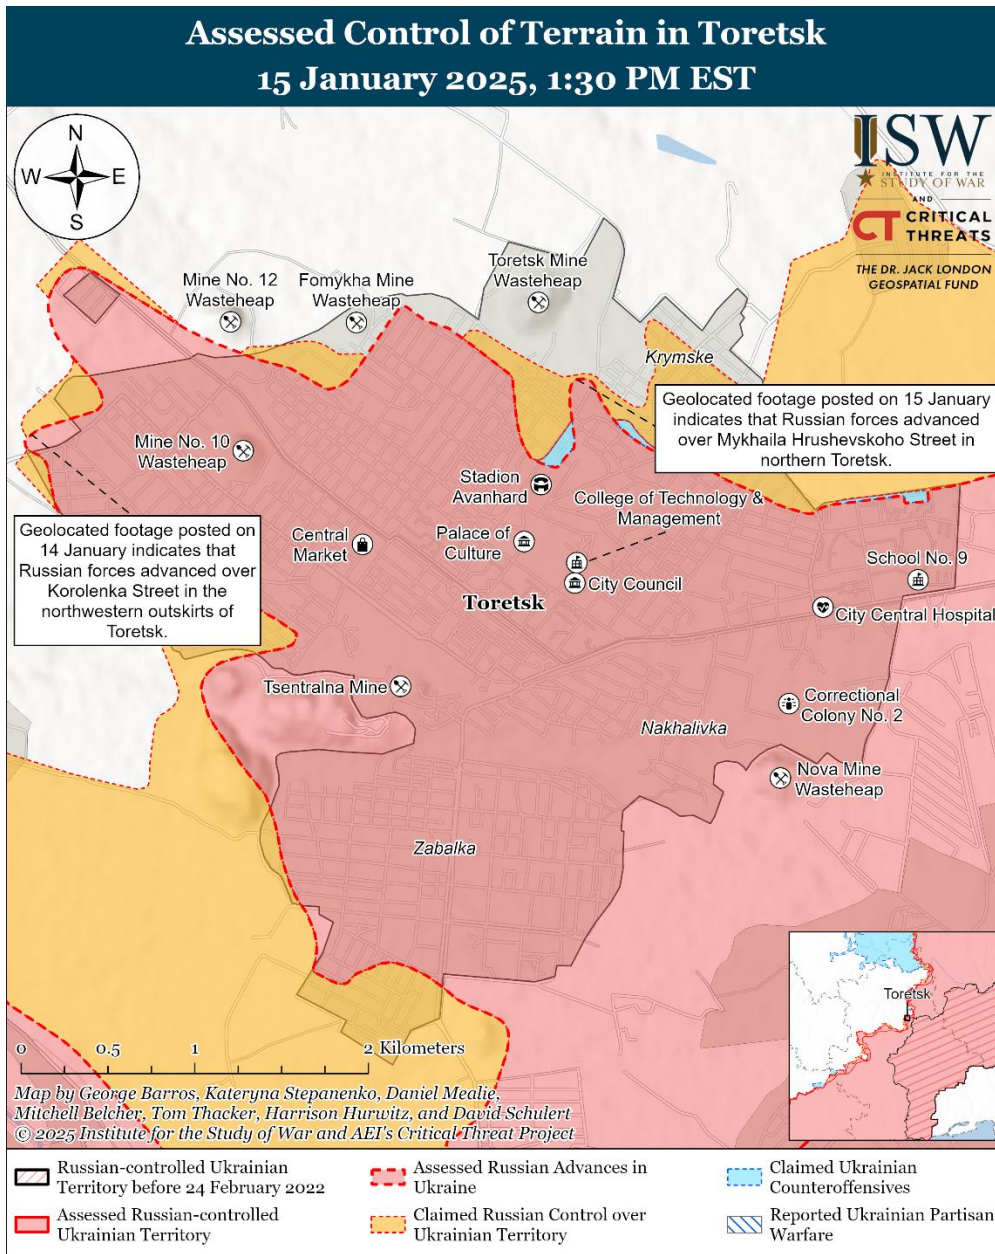 Assessed Control of Terrain in Toretsk
15 January 2025, 1:30 PM EST
N
W
E
S
ISW
INSTITUTE FOR THE
STUDY OF WAR
AND
CT CRITICAL
THREATS
THE DR. JACK LONDON
GEOSPATIAL FUND
Mine No. 12
Wasteheap
Fomykha Mine
Wasteheap
Toretsk Mine
Wasteheap
Krymske
Geolocated footage posted on 15 January
indicates that Russian forces advanced
over Mykhaila Hrushevskoho Street in
northern Toretsk.
Mine No. 10
Wasteheap
Stadion
Avanhard
College of Technology &
Management
Geolocated footage posted on
14 January indicates that
Russian forces advanced over
Korolenka Street in the
northwestern outskirts of
Toretsk.
Central
Market
Palace of
Culture
School No. 9
City Council
Toretsk
City Central Hospital
Tsentralna Mine
Correctional
Colony No. 2
Nakhalivka
Nova Mine
Wasteheap
Zabalka
Toretsk
0
0.5
1
2 Kilometers
Map by George Barros, Kateryna Stepanenko, Daniel Mealie,
Mitchell Belcher, Tom Thacker, Harrison Hurwitz, and David Schulert
© 2025 Institute for the Study of War and AEI's Critical Threat Project
Russian-controlled Ukrainian
Territory before 24 February 2022
Assessed Russian Advances in
Ukraine
Claimed Ukrainian
Counteroffensives
Assessed Russian-controlled
Ukrainian Territory
Claimed Russian Control over
Ukrainian Territory
Reported Ukrainian Partisan
Warfare